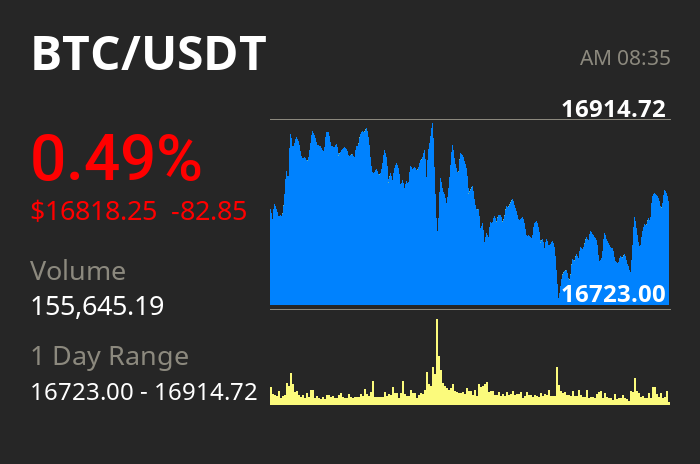 BTC/USDT
AM 08:35
0.49%
$16818.25 -82.85
Volume
155,645.19
1 Day Range
16723.00 - 16914.72
16914.72
16723.00